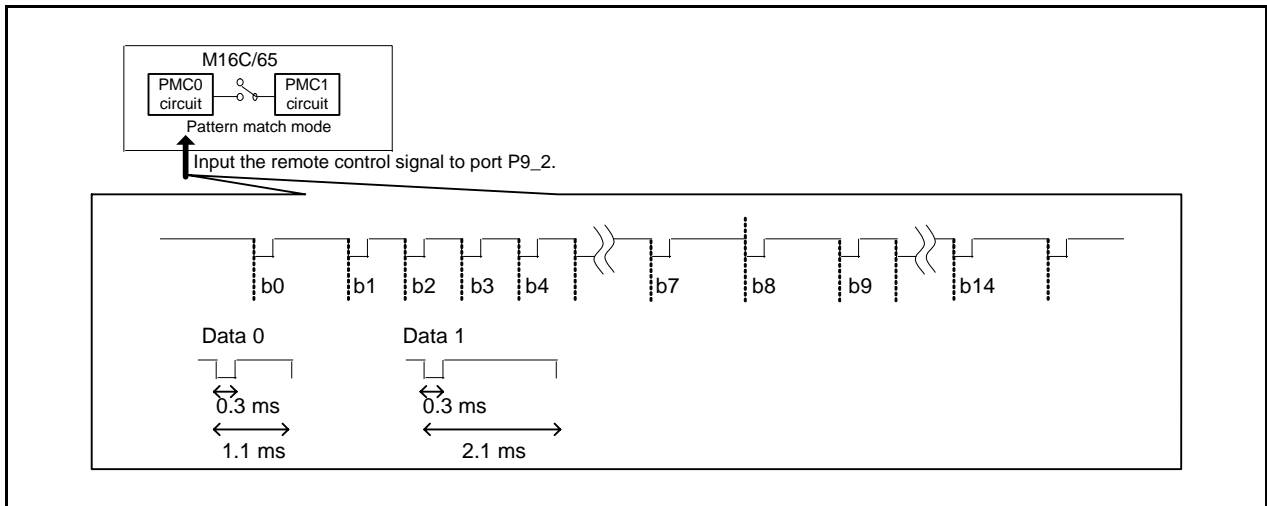 M16C/65
PMC0 circuit
PMC1 circuit
Pattern match mode
Input the remote control signal to port P9_2.
b0 b1 b2 b3 b4 b7 b8 b9 b14
Data 0 Data 1
0.3 ms 0.3 ms
1.1 ms 2.1 ms